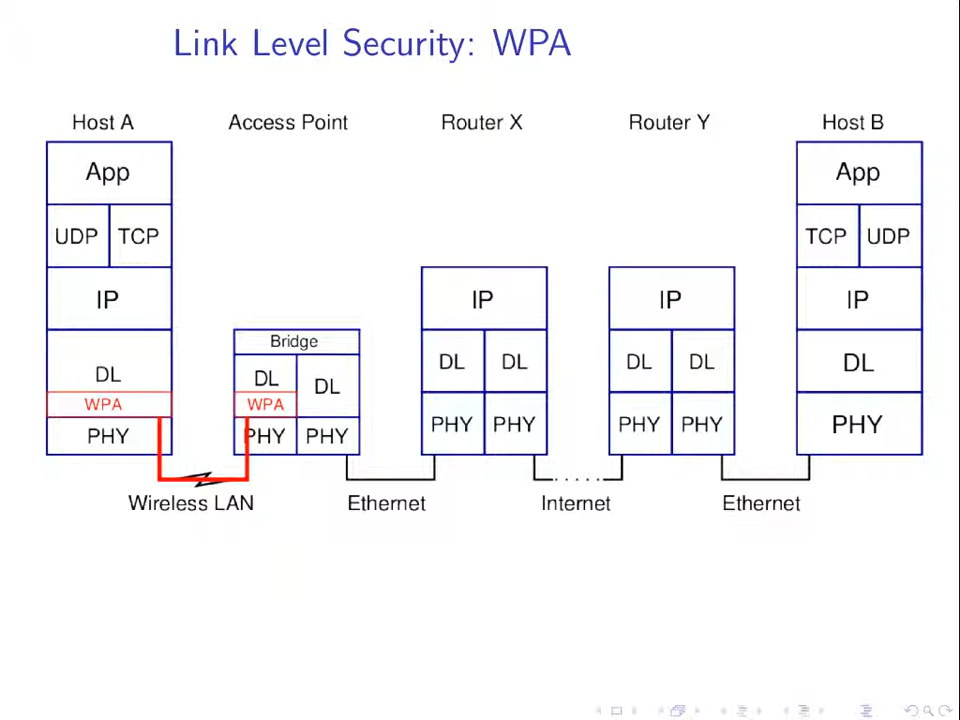 Link Level Security: WPA
Host A Access Point Router X Router Y Host B
App App
UDP TCP TCP UDP
IP IP IP IP
Bridge
DL DL DL DL DL DL DL DL
WPA WPA
PHY PHY PHY PHY PHY PHY PHY PHY
Wireless LAN Ethernet Internet Ethernet